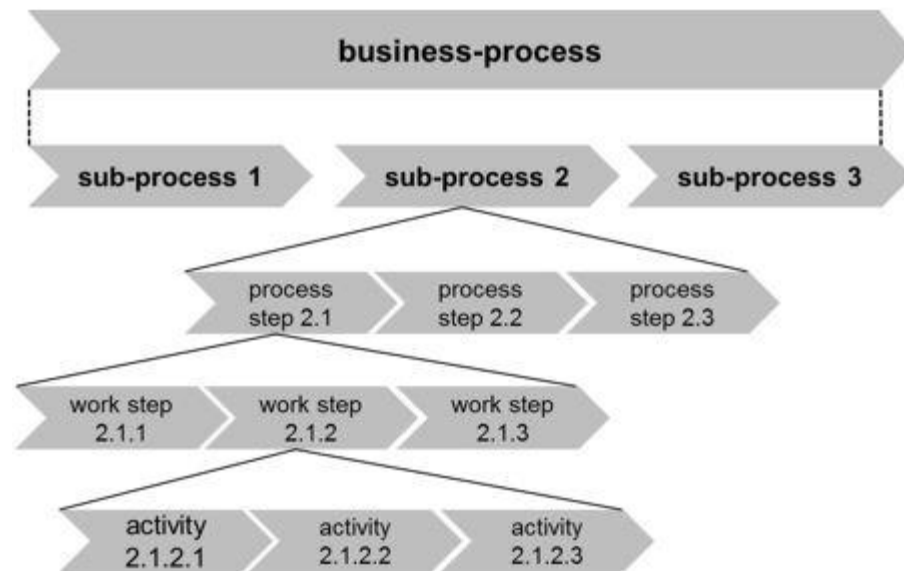 business-process
sub-process 1
sub-process 2
sub-process 3
process
step 2.1
process
step 2.2
process
step 2.3
work step
2.1.1
work step
2.1.2
work step
2.1.3
activity
2.1.2.1
activity
2.1.2.2
activity
2.1.2.3